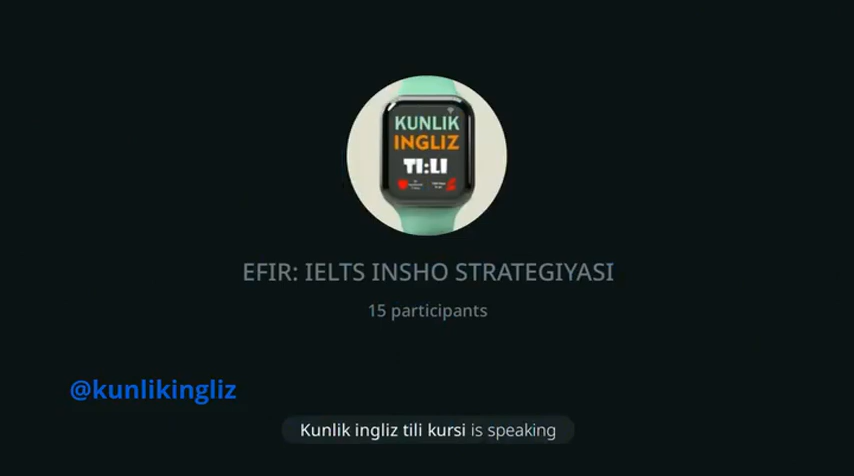 KUNLIK
INGLIZ
TI:LI
EFIR: IELTS INSHO STRATEGIYASI
15 participants
@kunlikingliz
Kunlik ingliz tili kursi is speaking